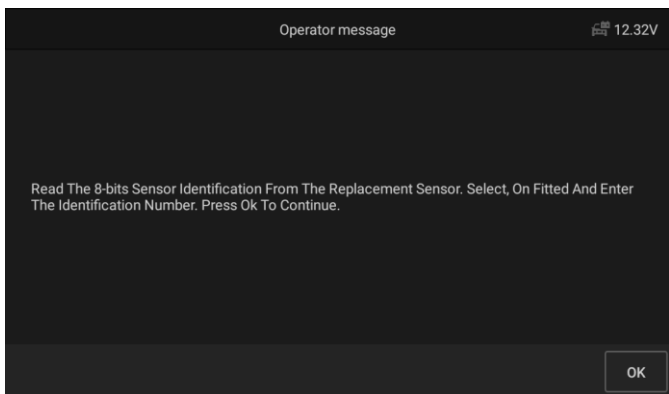 Operator message
12.32V
Read The 8-bits Sensor Identification From The Replacement Sensor. Select, On Fitted And Enter
The Identification Number. Press Ok To Continue.
OK